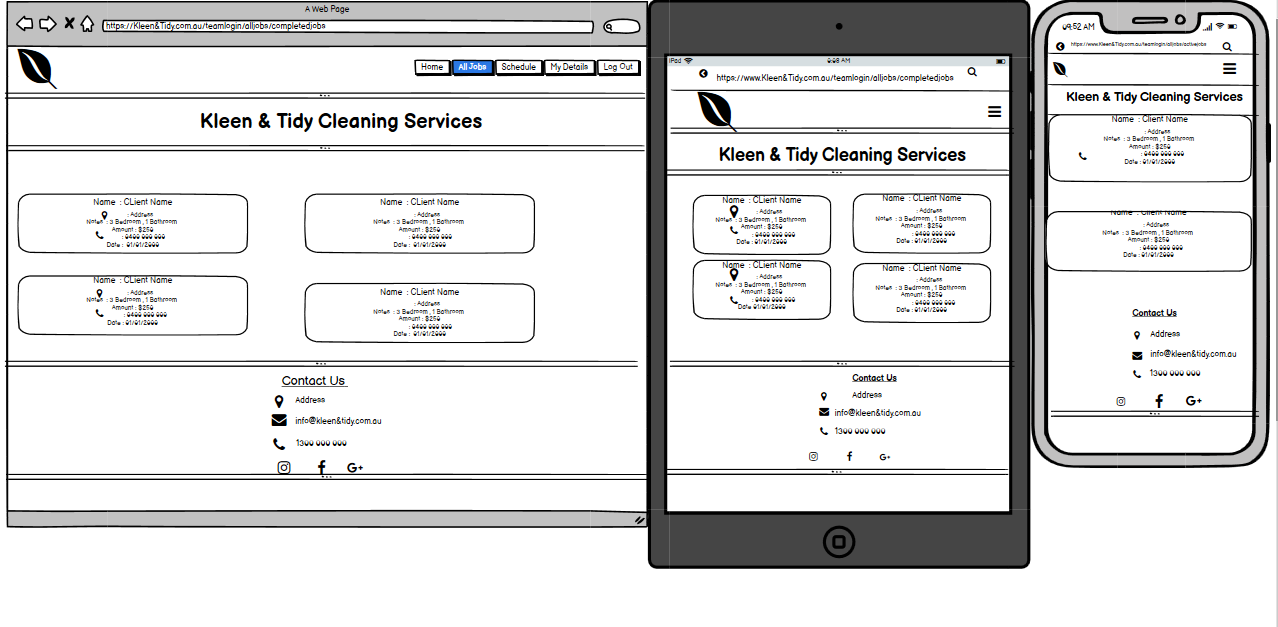 A Web Page
https://Kleen&Tidy.com.au/teamlogin/alljobs/completedjobs
Home
All Jobs
Schedule
My Details
Log Out
Kleen & Tidy Cleaning Services
Name : CLient Name
: Address
Notes : 3 Bedroom , 1 Bathroom
Amount : $250
: 0400 000 000
Date : 01/01/2000
Name : CLient Name
: Address
Notes : 3 Bedroom , 1 Bathroom
Amount : $250
: 0400 000 000
Date : 01/01/2000
Name : CLient Name
: Address
Notes : 3 Bedroom , 1 Bathroom
Amount : $250
: 0400 000 000
Date : 01/01/2000
Name : CLient Name
: Address
Notes : 3 Bedroom , 1 Bathroom
Amount : $250
: 0400 000 000
Date : 01/01/2000
Contact Us
Address
info@kleen&tidy.com.au
1300 000 000
G+
iPad
9:08 AM
https://www.Kleen&Tidy.com.au/teamlogin/alljobs/completedjobs
Kleen & Tidy Cleaning Services
Name : CLient Name
: Address
Notes : 3 Bedroom , 1 Bathroom
Amount : $250
: 0400 000 000
Date : 01/01/2000
Name : CLient Name
: Address
Notes : 3 Bedroom , 1 Bathroom
Amount : $250
: 0400 000 000
Date : 01/01/2000
Name : CLient Name
: Address
Notes : 3 Bedroom , 1 Bathroom
Amount : $250
: 0400 000 000
Date : 01/01/2000
Name : CLient Name
: Address
Notes : 3 Bedroom , 1 Bathroom
Amount : $250
: 0400 000 000
Date : 01/01/2000
Contact Us
Address
info@kleen&tidy.com.au
1300 000 000
G+
09:52 AM
https://www.Kleen&Tidy.com.au/teamlogin/alljobs/activejobs
Kleen & Tidy Cleaning Services
Name : Client Name
: Address
Notes : 3 Bedroom , 1 Bathroom
Amount : $250
: 0400 000 000
Date : 01/01/2000
Name : Client Name
: Address
Notes : 3 Bedroom , 1 Bathroom
Amount : $250
: 0400 000 000
Date : 01/01/2000
Contact Us
Address
info@kleen&tidy.com.au
1300 000 000
G+